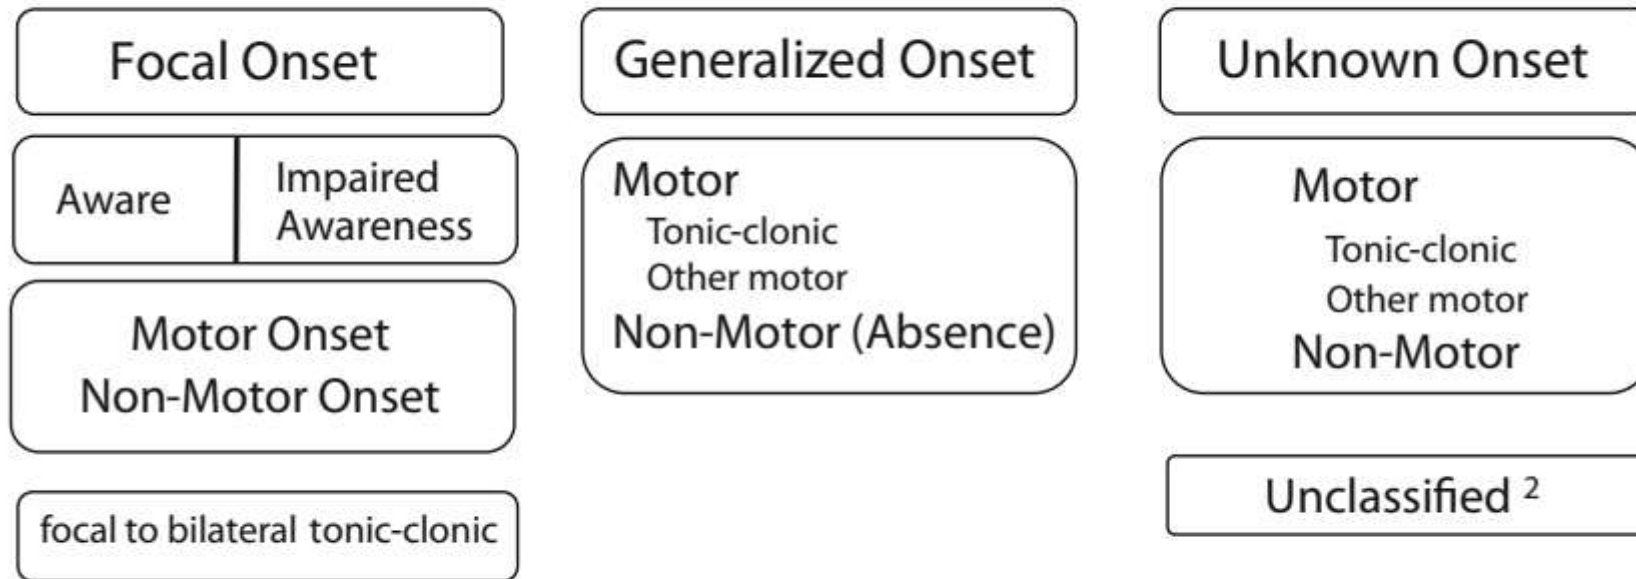 Focal Onset
Aware
Impaired
Awareness
Motor Onset
Non-Motor Onset
focal to bilateral tonic-clonic
Generalized Onset
Motor
Tonic-clonic
Other motor
Non-Motor (Absence)
Unknown Onset
Motor
Tonic-clonic
Other motor
Non-Motor
Unclassified ²